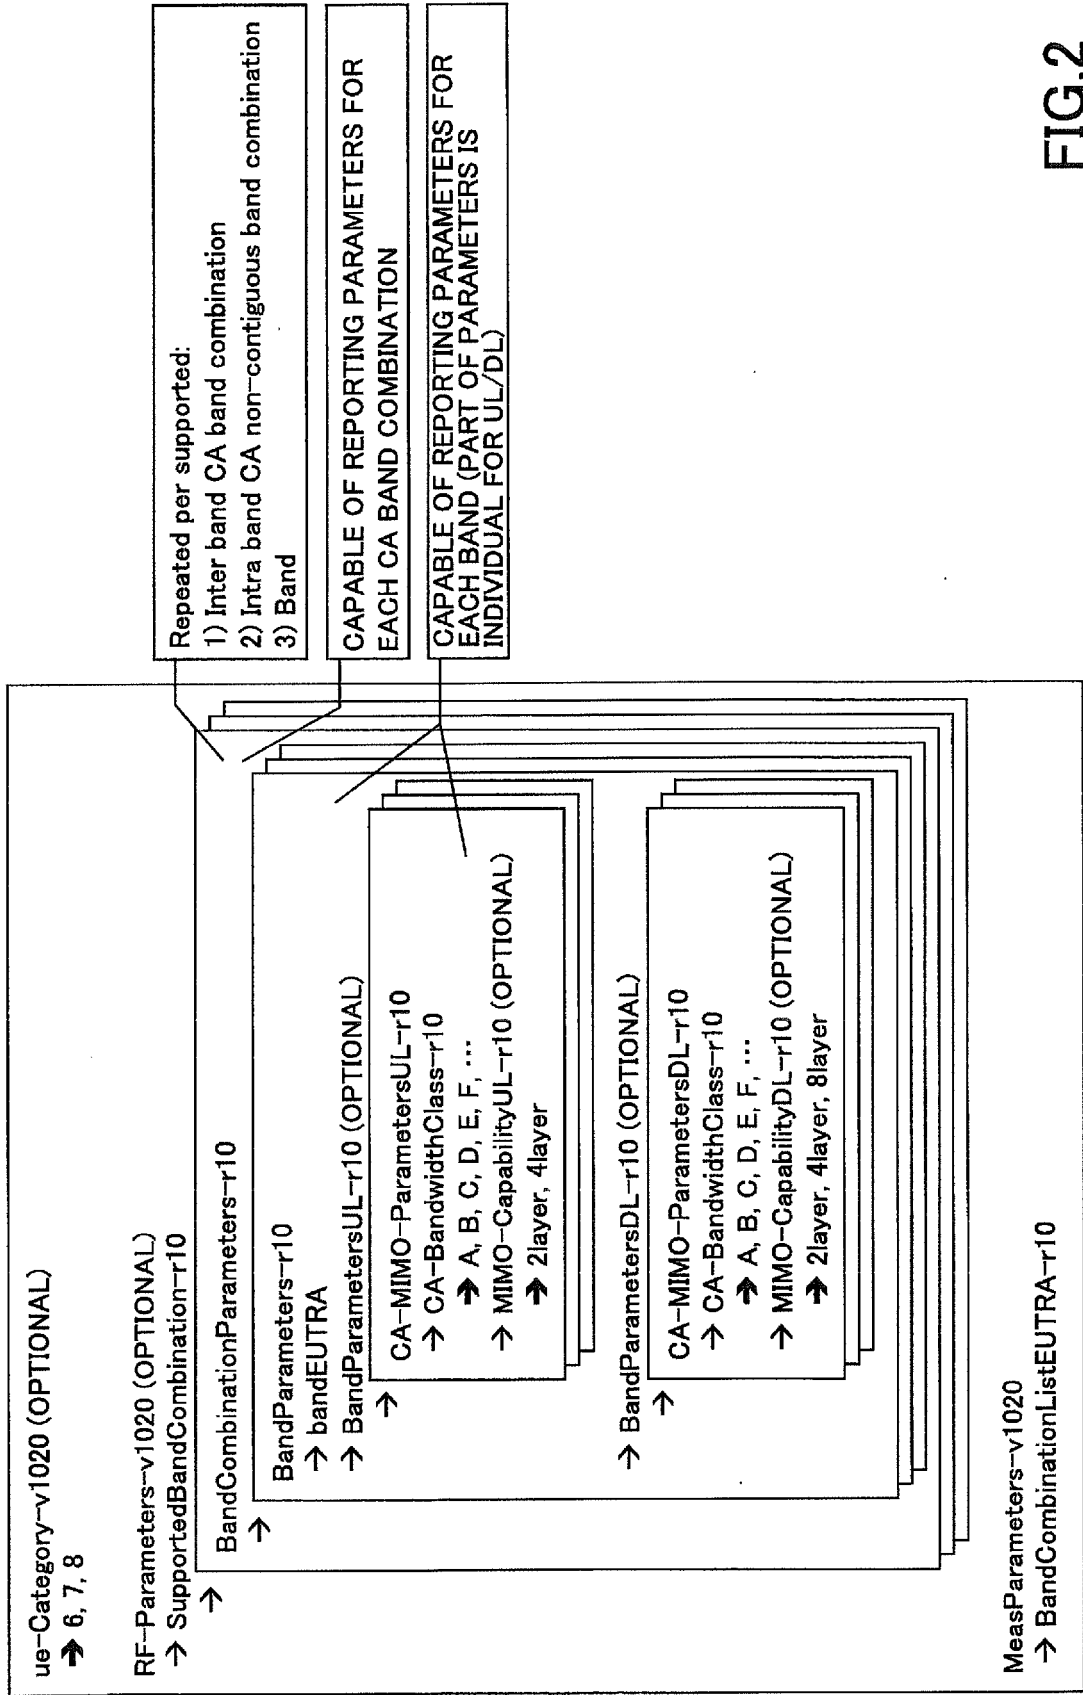 ue-Category-v1020 (OPTIONAL)
→ 6, 7, 8
RF-Parameters-v1020 (OPTIONAL)
→ SupportedBandCombination-r10
→
BandCombinationParameters-r10
→
BandParameters-r10
→ bandEUTRA
→ BandParametersUL-r10 (OPTIONAL)
→
CA-MIMO-ParametersUL-r10
→ CA-BandwidthClass-r10
→ A, B, C, D, E, F, ...
→ MIMO-CapabilityUL-r10 (OPTIONAL)
→ 2layer, 4layer
→ BandParametersDL-r10 (OPTIONAL)
→
CA-MIMO-ParametersDL-r10
→ CA-BandwidthClass-r10
→ A, B, C, D, E, F, ...
→ MIMO-CapabilityDL-r10 (OPTIONAL)
→ 2layer, 4layer, 8layer
MeasParameters-v1020
→ BandCombinationListEUTRA-r10
Repeated per supported:
1) Inter band CA band combination
2) Intra band CA non-contiguous band combination
3) Band
CAPABLE OF REPORTING PARAMETERS FOR
EACH CA BAND COMBINATION
CAPABLE OF REPORTING PARAMETERS FOR
EACH BAND (PART OF PARAMETERS IS
INDIVIDUAL FOR UL/DL)
FIG.2